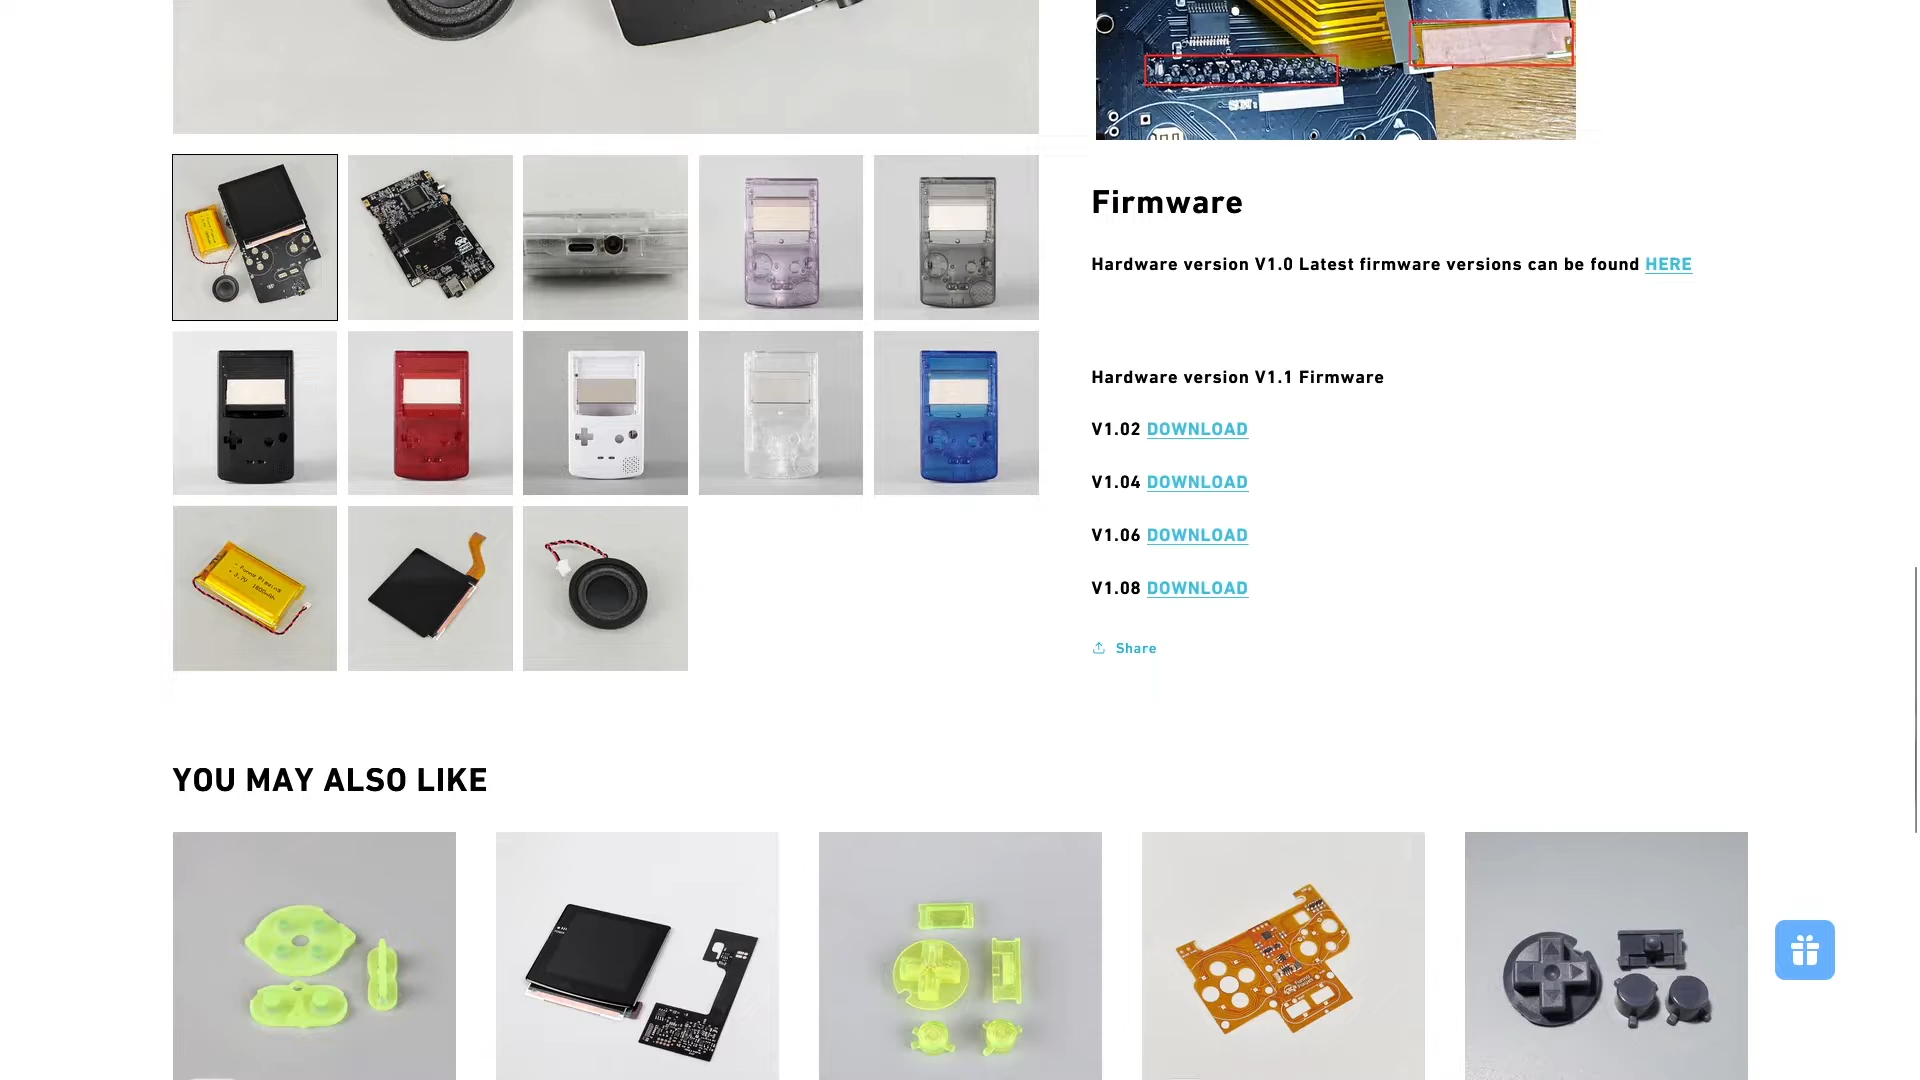 Firmware
Hardware version V1.0 Latest firmware versions can be found HERE
Hardware version V1.1 Firmware
V1.02 DOWNLOAD
V1.04 DOWNLOAD
V1.06 DOWNLOAD
V1.08 DOWNLOAD
Share
YOU MAY ALSO LIKE